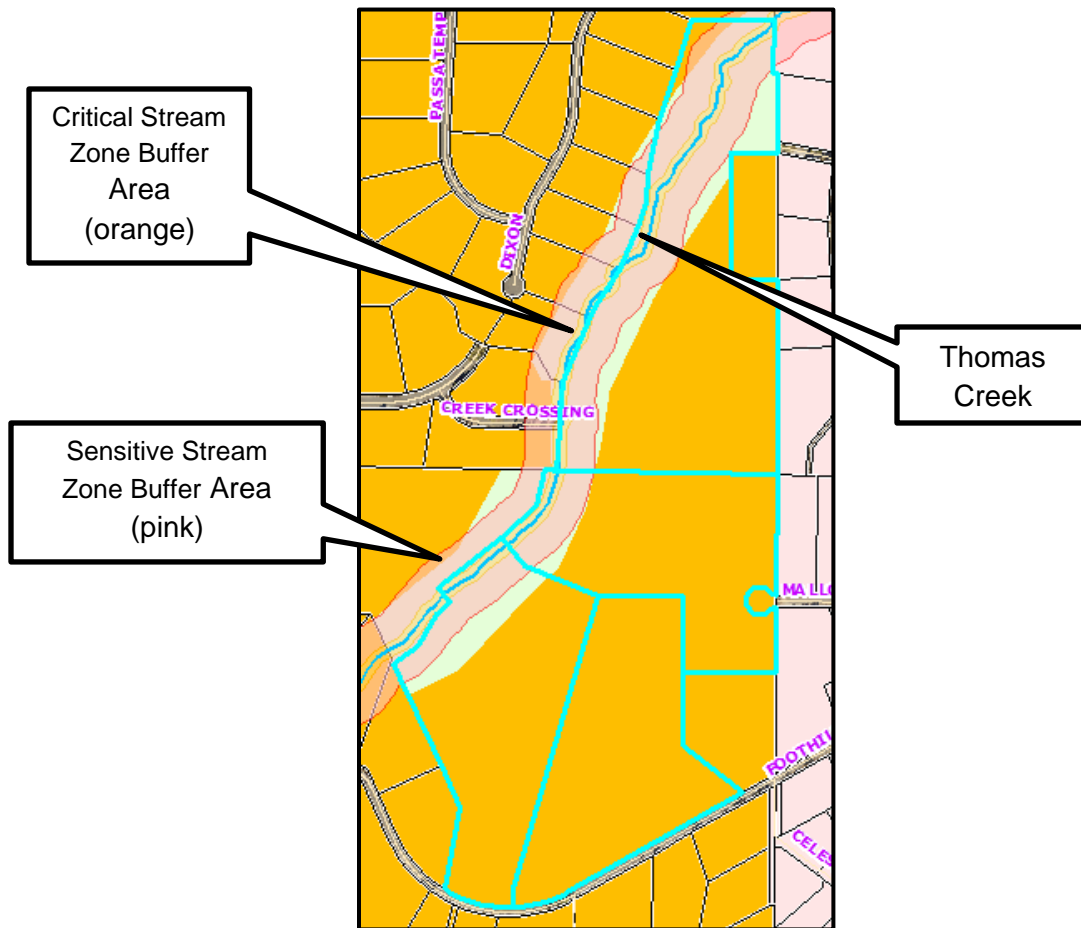 PASSATEMP
Critical Stream
Zone Buffer
Area
(orange)
DIXON
Thomas
Creek
CREEK CROSSING
Sensitive Stream
Zone Buffer Area
(pink)
MALLO
FOOTHIL
CELES